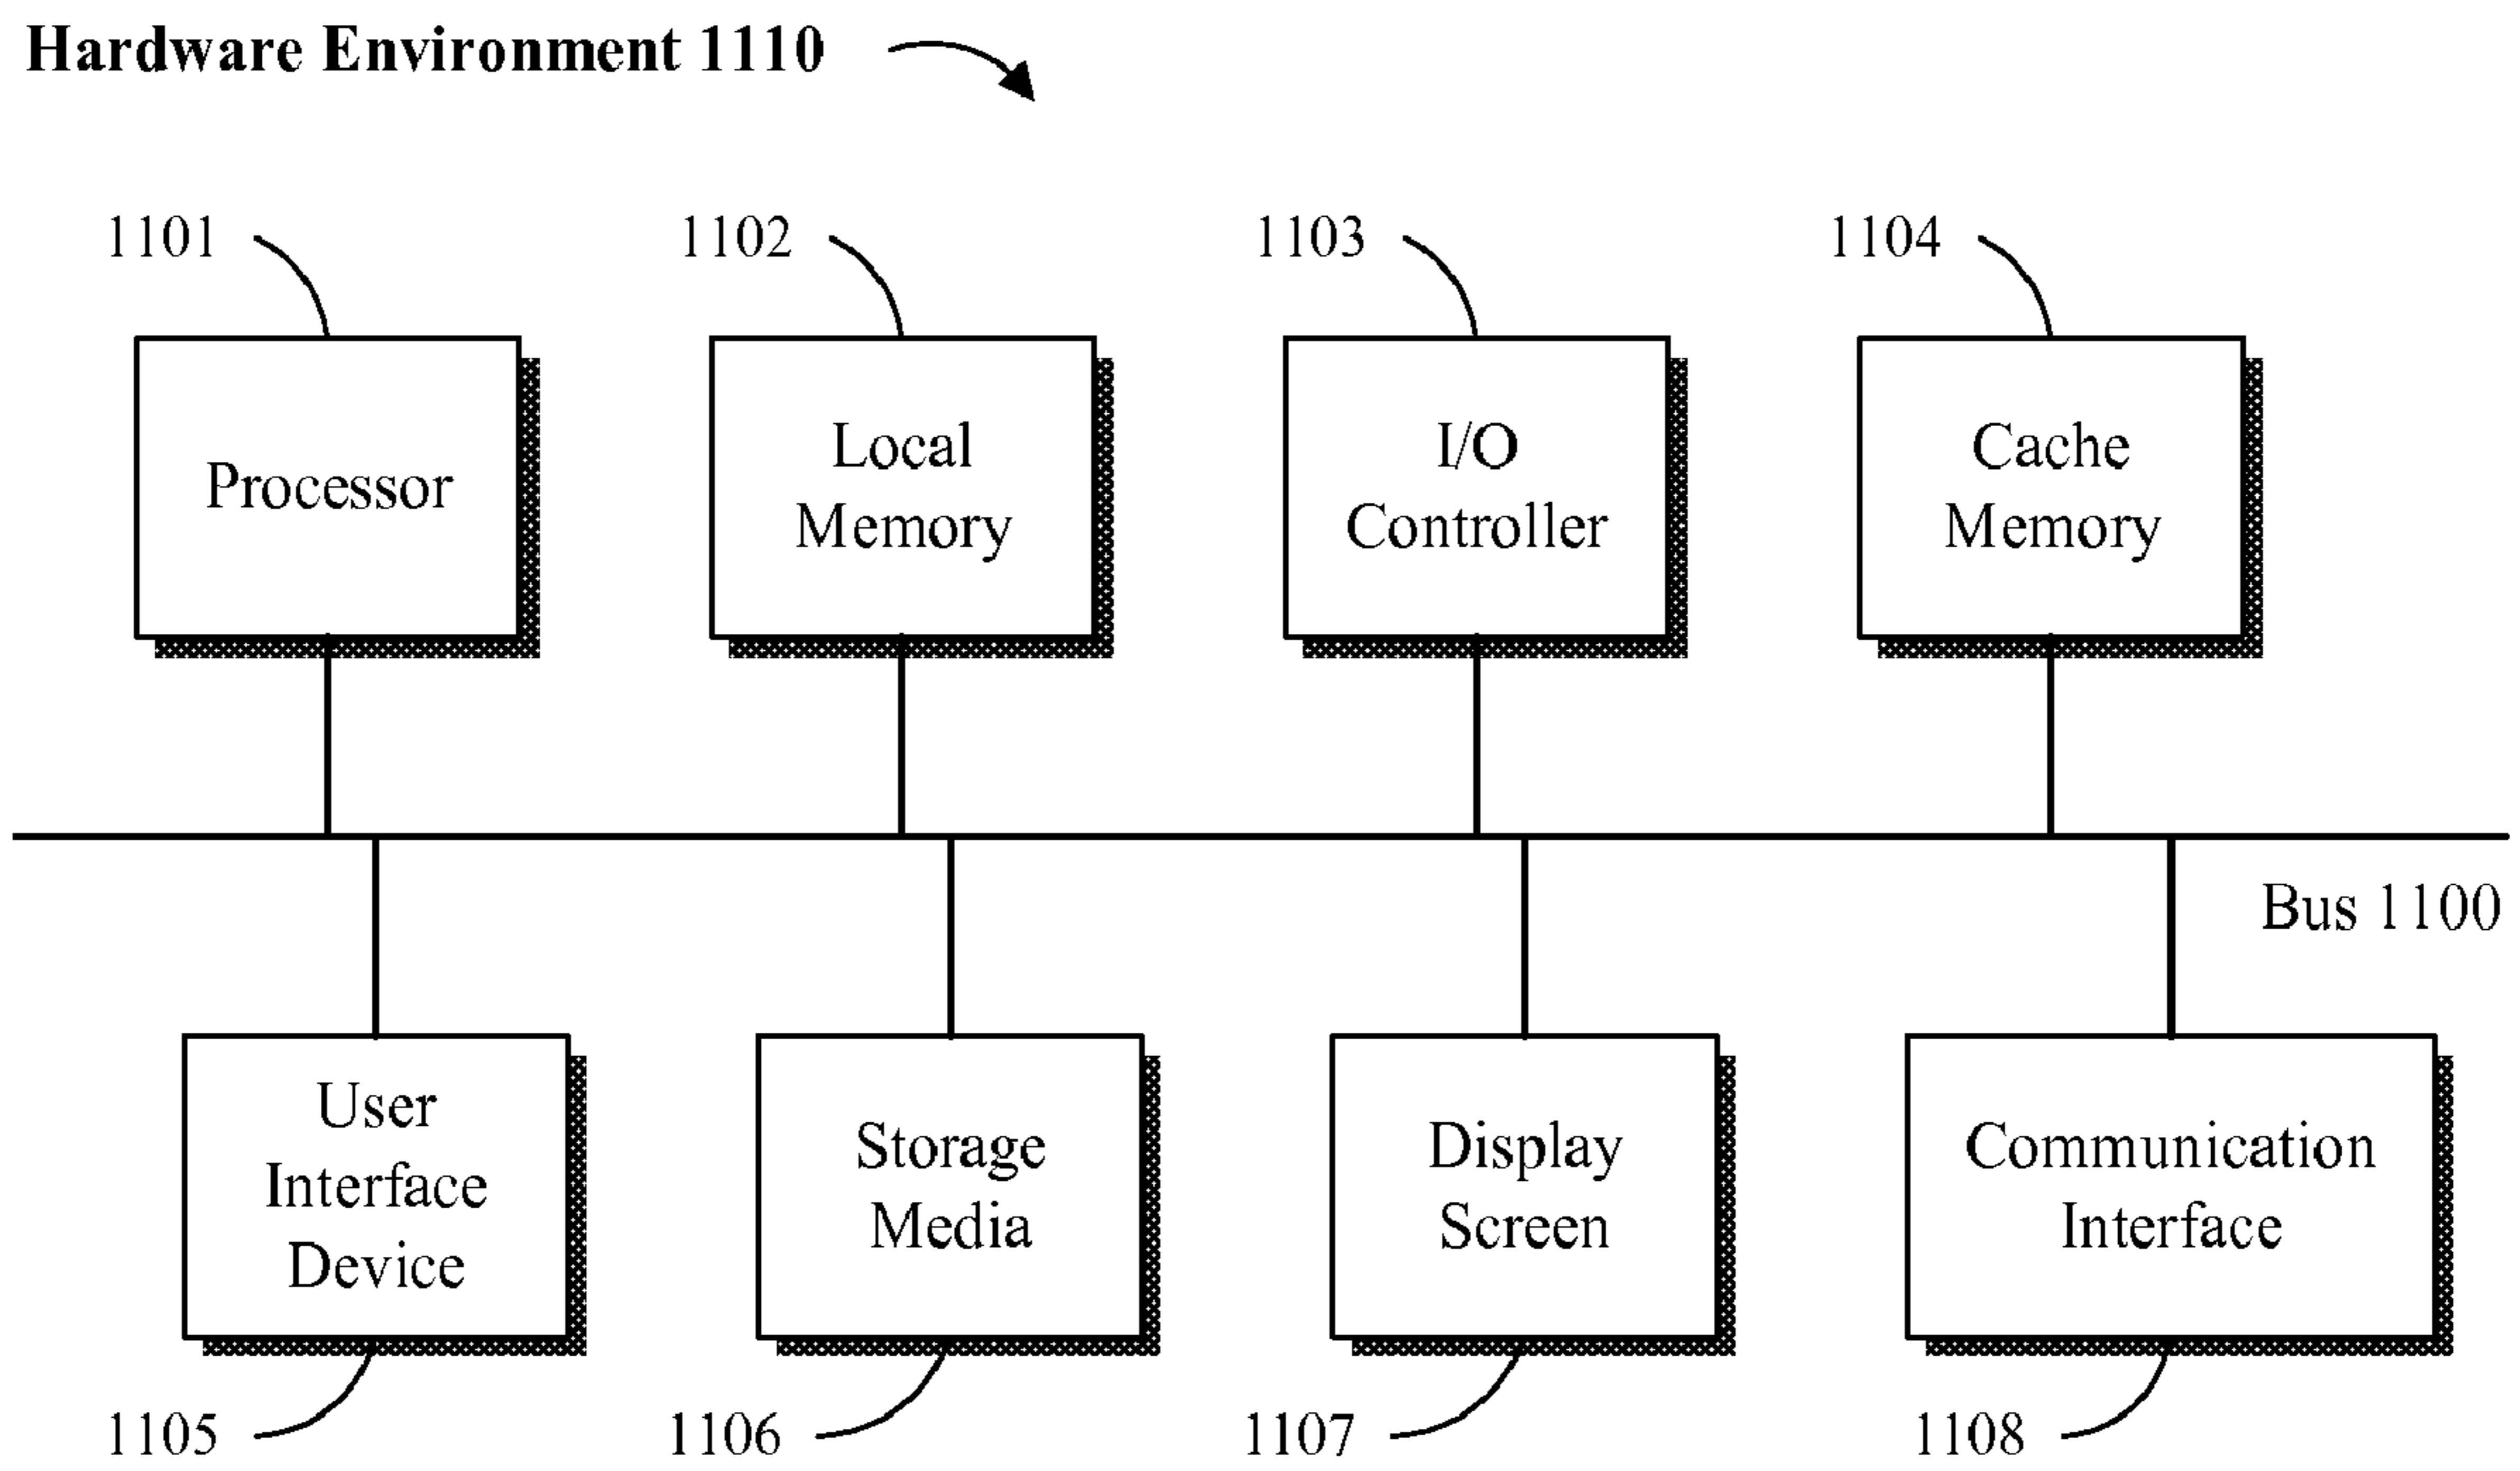 Hardware Environment 1110
1101
1102
1103
1104
Processor
Local
Memory
I/O
Controller
Cache
Memory
Bus 1100
User
Interface
Device
Storage
Media
Display
Screen
Communication
Interface
1105
1106
1107
1108